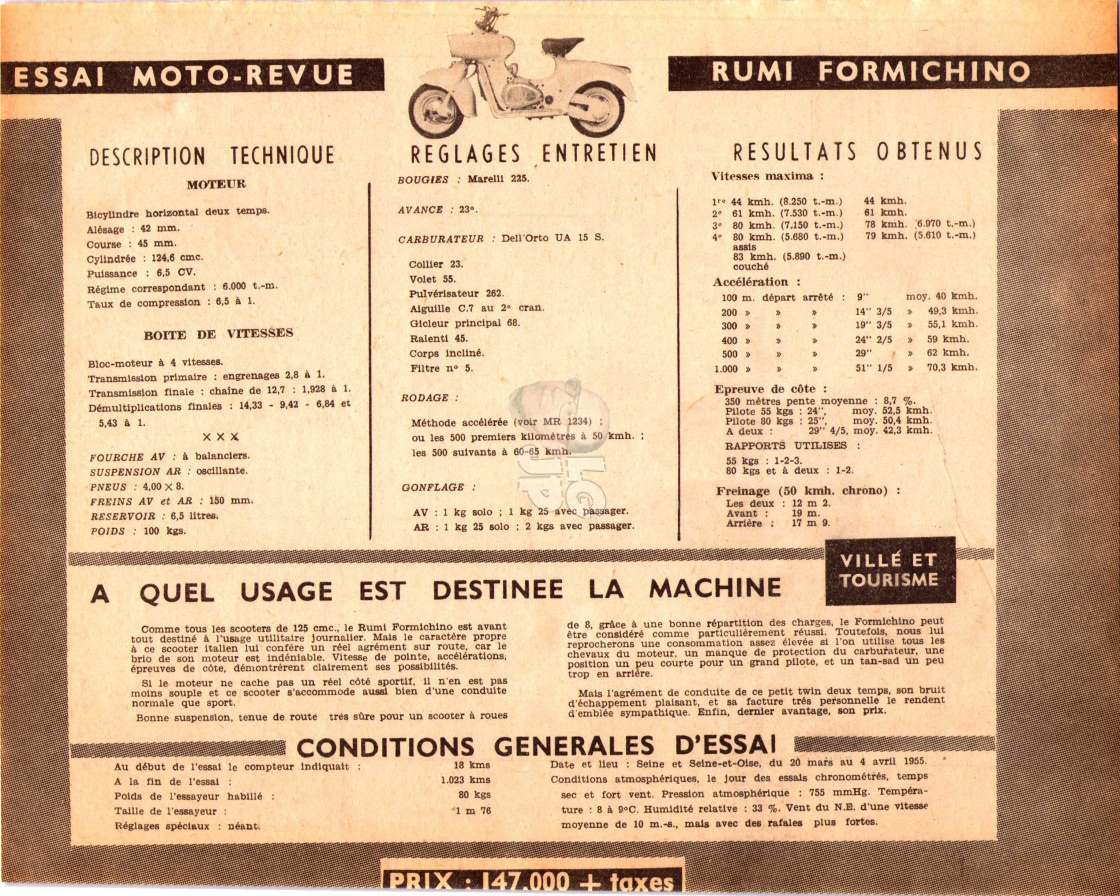 ESSAI MOTO-REVUE
RUMI FORMICHINO
DESCRIPTION TECHNIQUE
MOTEUR
Bicylindre horizontal deux temps.
Alésage : 42 mm.
Course : 45 mm.
Cylindrée : 124,6 cmc.
Puissance : 6,5 CV.
Régime correspondant : 6.000 t.-m.
Taux de compression : 6,5 à 1.
BOITE DE VITESSES
Bloc-moteur à 4 vitesses.
Transmission primaire : engrenages 2,8 à 1.
Transmission finale : chaîne de 12,7 : 1,928 à 1.
Démultiplications finales : 14,33 - 9,42 - 6,84 et
5,43 à 1.
×××
FOURCHE AV : à balanciers.
SUSPENSION AR : oscillante.
PNEUS : 4,00 × 8.
FREINS AV et AR : 150 mm.
RESERVOIR : 6,5 litres.
POIDS : 100 kgs.
REGLAGES ENTRETIEN
BOUGIES : Marelli 225.
AVANCE : 23°.
CARBURATEUR : Dell'Orto UA 15 S.
Collier 23.
Volet 55.
Pulvérisateur 262.
Aiguille C.7 au 2e cran.
Gicleur principal 68.
Ralenti 45.
Corps incliné.
Filtre n° 5.
RODAGE :
Méthode accélérée (voir MR 1234) ;
ou les 500 premiers kilomètres à 50 kmh. ;
les 500 suivants à 60-65 kmh.
GONFLAGE :
AV : 1 kg solo ; 1 kg 25 avec passager.
AR : 1 kg 25 solo ; 2 kgs avec passager.
RESULTATS OBTENUS
Vitesses maxima :
1re 44 kmh. (8.250 t.-m.) 44 kmh.
2e 61 kmh. (7.530 t.-m.) 61 kmh.
3e 80 kmh. (7.150 t.-m.) 78 kmh. (6.970 t.-m.)
4e 80 kmh. (5.680 t.-m.) 79 kmh. (5.610 t.-m.)
assis
83 kmh. (5.890 t.-m.)
couché
Accélération :
100 m. départ arrêté : 9'' moy. 40 kmh.
200 » » » 14'' 3/5 » 49,3 kmh.
300 » » » 19'' 3/5 » 55,1 kmh.
400 » » » 24'' 2/5 » 59 kmh.
500 » » » 29'' » 62 kmh.
1.000 » » » 51'' 1/5 » 70,3 kmh.
Epreuve de côte :
350 mètres pente moyenne : 8,7 %.
Pilote 55 kgs : 24'', moy. 52,5 kmh.
Pilote 80 kgs : 25'', moy. 50,4 kmh.
A deux : 29'' 4/5, moy. 42,3 kmh.
RAPPORTS UTILISES :
55 kgs : 1-2-3.
80 kgs et à deux : 1-2.
Freinage (50 kmh. chrono) :
Les deux : 12 m 2.
Avant : 19 m.
Arrière : 17 m 9.
A QUEL USAGE EST DESTINEE LA MACHINE
VILLE ET
TOURISME
Comme tous les scooters de 125 cmc., le Rumi Formichino est avant
tout destiné à l'usage utilitaire journalier. Mais le caractère propre
à ce scooter italien lui confère un réel agrément sur route, car le
brio de son moteur est indéniable. Vitesse de pointe, accélérations,
épreuves de côte, démontrèrent clairement ses possibilités.
Si le moteur ne cache pas un réel côté sportif, il n'en est pas
moins souple et ce scooter s'accommode aussi bien d'une conduite
normale que sport.
Bonne suspension, tenue de route très sûre pour un scooter à roues
de 8, grâce à une bonne répartition des charges, le Formichino peut
être considéré comme particulièrement réussi. Toutefois, nous lui
reprocherons une consommation assez élevée si l'on utilise tous les
chevaux du moteur, un manque de protection du carburateur, une
position un peu courte pour un grand pilote, et un tan-sad un peu
trop en arrière.
Mais l'agrément de conduite de ce petit twin deux temps, son bruit
d'échappement plaisant, et sa facture très personnelle le rendent
d'emblée sympathique. Enfin, dernier avantage, son prix.
CONDITIONS GENERALES D'ESSAI
Au début de l'essai le compteur indiquait : 18 kms
A la fin de l'essai : 1.023 kms
Poids de l'essayeur habillé : 80 kgs
Taille de l'essayeur : 1 m 76
Réglages spéciaux : néant.
Date et lieu : Seine et Seine-et-Oise, du 20 mars au 4 avril 1955.
Conditions atmosphériques, le jour des essais chronométrés, temps
sec et fort vent. Pression atmosphérique : 755 mmHg. Tempéra-
ture : 8 à 9°C. Humidité relative : 33 %. Vent du N.E. d'une vitesse
moyenne de 10 m.-s., mais avec des rafales plus fortes.
PRIX : 147.000 + taxes